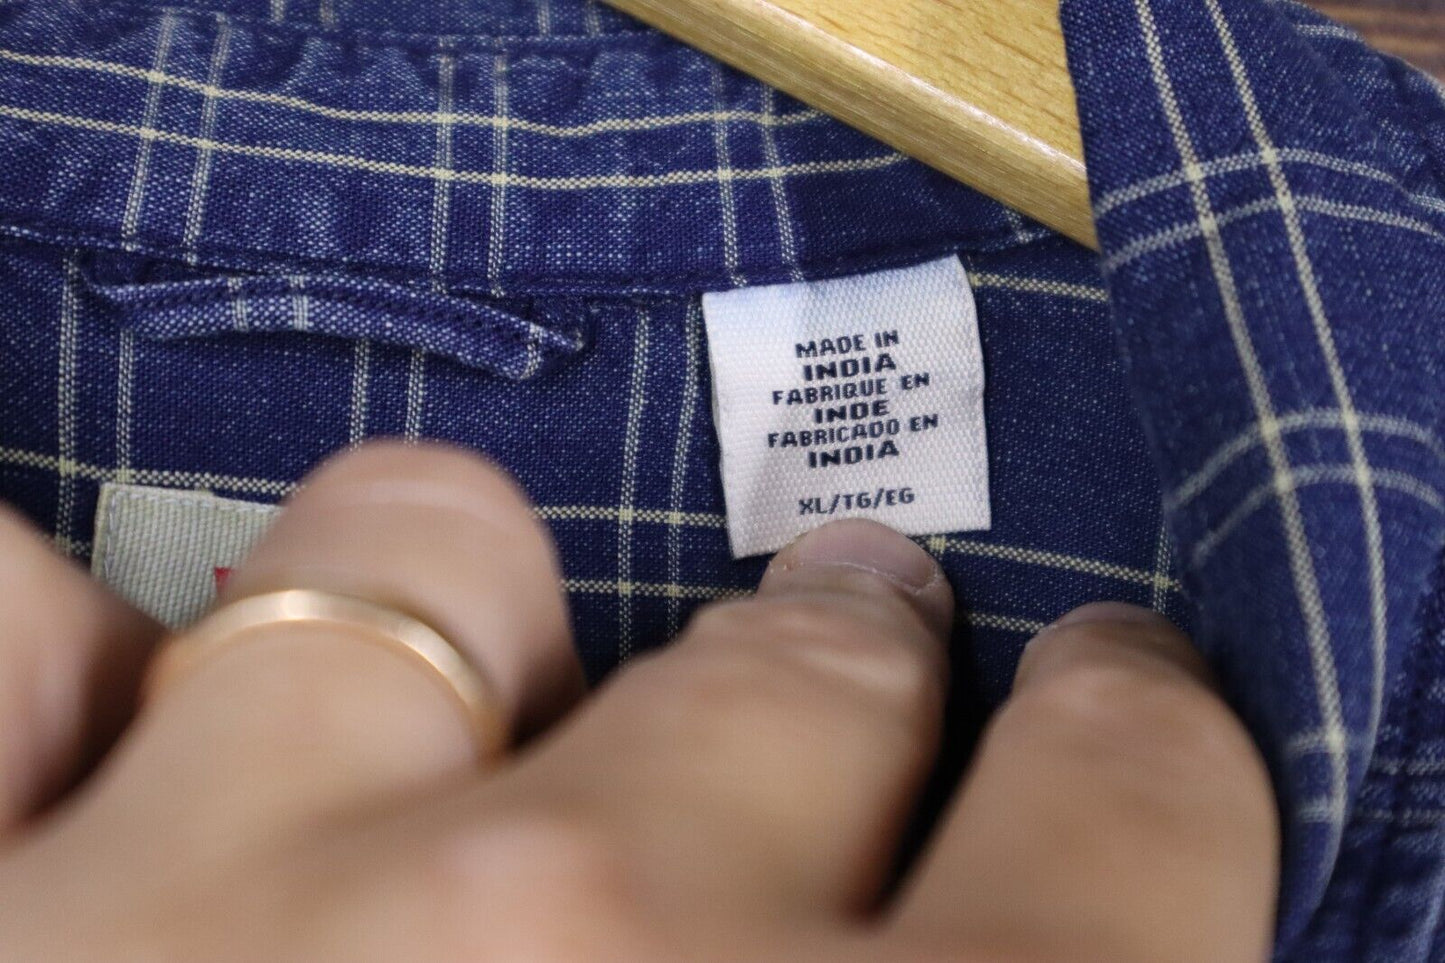 MADE IN
INDIA
FABRIQUE EN
INDE
FABRICADO EN
INDIA
XL/TG/EG